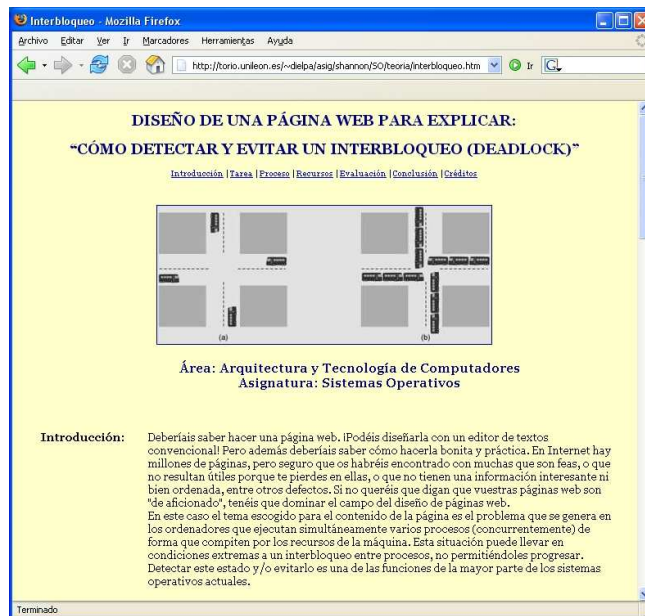 Interbloqueo - Mozilla Firefox
Archivo Editar Ver Ir Marcadores Herramientas Ayuda
http://torio.unileon.es/~dielpa/asig/shannon/SO/teoria/interbloqueo.htm Ir
DISEÑO DE UNA PÁGINA WEB PARA EXPLICAR:
“CÓMO DETECTAR Y EVITAR UN INTERBLOQUEO (DEADLOCK)”
Introducción | Tarea | Proceso | Recursos | Evaluación | Conclusión | Créditos
(a) (b)
Área: Arquitectura y Tecnología de Computadores
Asignatura: Sistemas Operativos
Introducción: Deberíais saber hacer una página web. ¡Podéis diseñarla con un editor de textos
convencional! Pero además deberíais saber cómo hacerla bonita y práctica. En Internet hay
millones de páginas, pero seguro que os habréis encontrado con muchas que son feas, o que
no resultan útiles porque te pierdes en ellas, o que no tienen una información interesante ni
bien ordenada, entre otros defectos. Si no queréis que digan que vuestras páginas web son
"de aficionado", tenéis que dominar el campo del diseño de páginas web.
En este caso el tema escogido para el contenido de la página es el problema que se genera en
los ordenadores que ejecutan simultáneamente varios procesos (concurrentemente) de
forma que compiten por los recursos de la máquina. Esta situación puede llevar en
condiciones extremas a un interbloqueo entre procesos, no permitiéndoles progresar.
Detectar este estado y/o evitarlo es una de las funciones de la mayor parte de los sistemas
operativos actuales.
Terminado